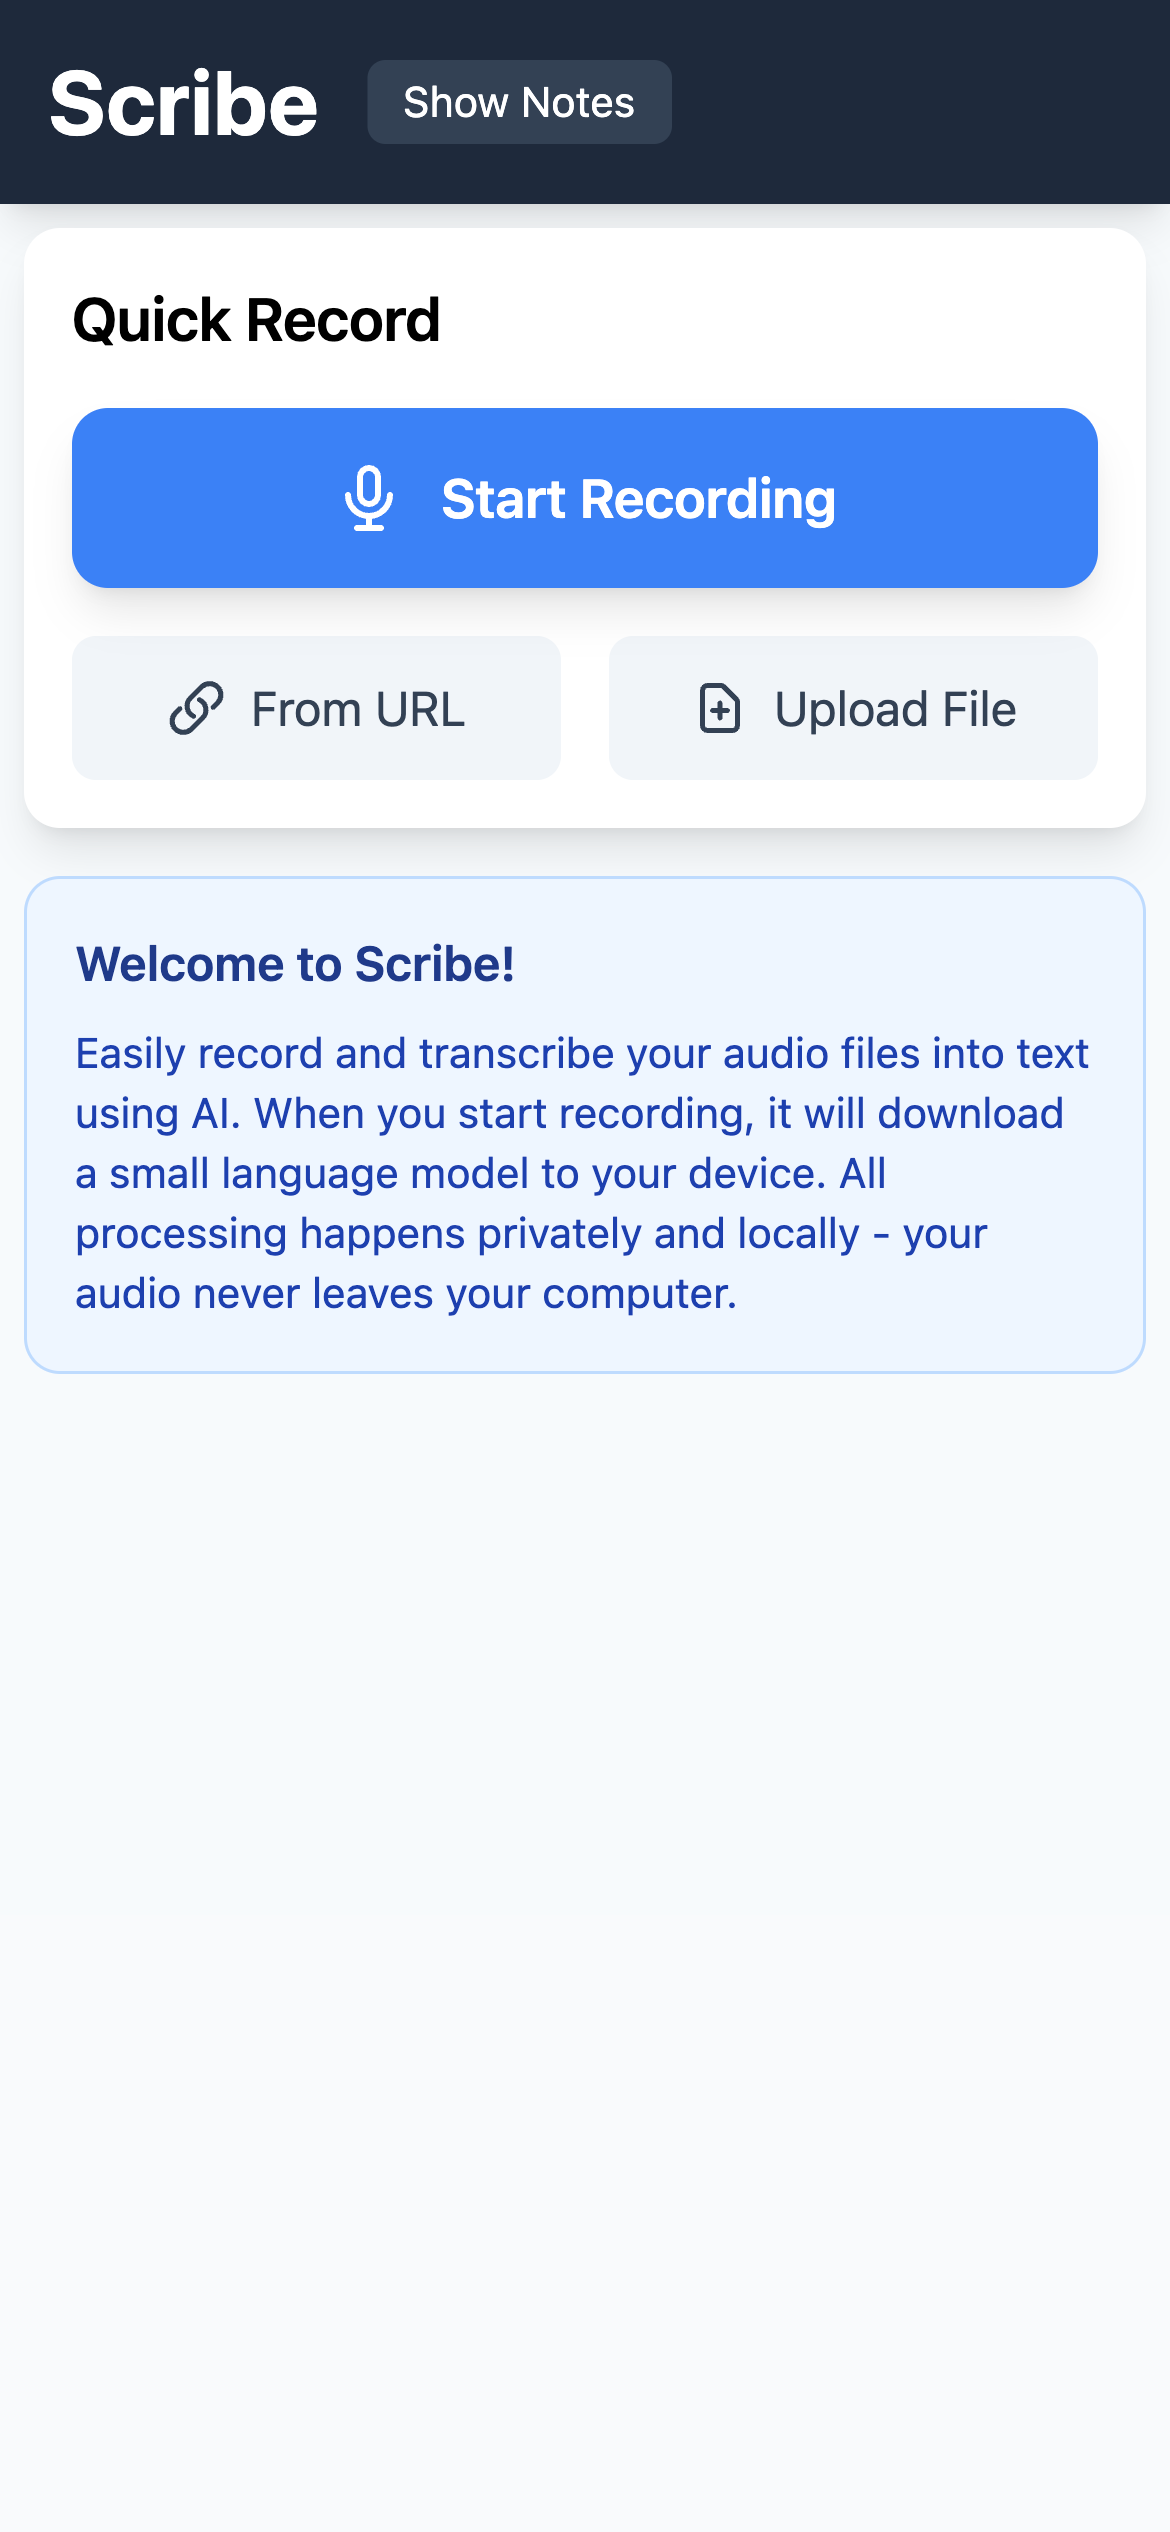 Scribe
Show Notes
Quick Record
Start Recording
From URL
Upload File
Welcome to Scribe!
Easily record and transcribe your audio files into text
using AI. When you start recording, it will download
a small language model to your device. All
processing happens privately and locally - your
audio never leaves your computer.